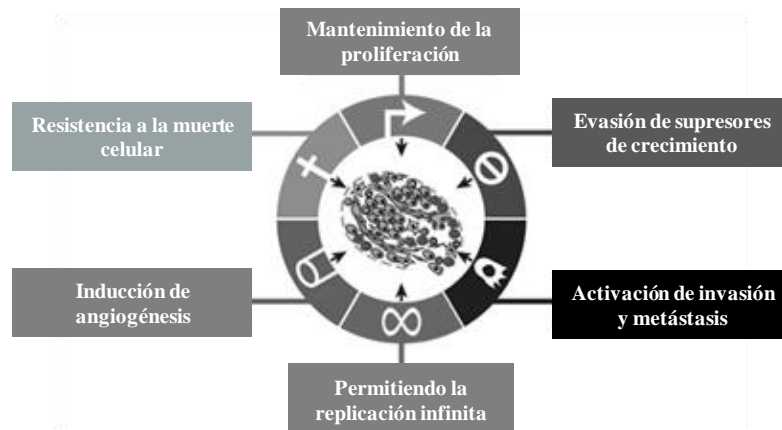 Mantenimiento de la
proliferación
Resistencia a la muerte
celular
Evasión de supresores
de crecimiento
Inducción de
angiogénesis
Activación de invasión
y metástasis
Permitiendo la
replicación infinita